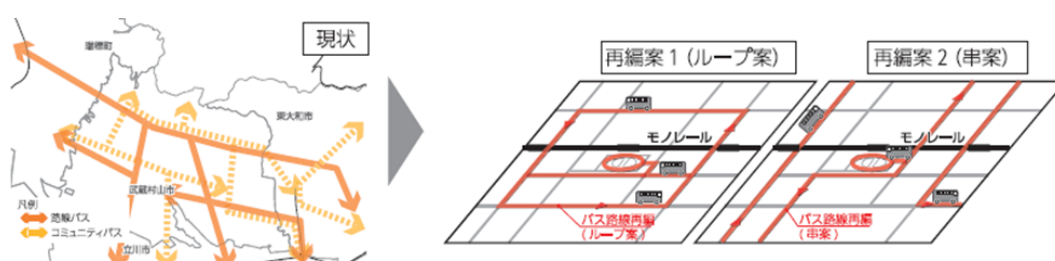 現状
瑞穂町
東大和市
武蔵村山市
凡例
路線バス
コミュニティバス
立川市
再編案1(ループ案)
モノレール
バス路線再編
(ループ案)
再編案2(串案)
モノレール
バス路線再編
(串案)